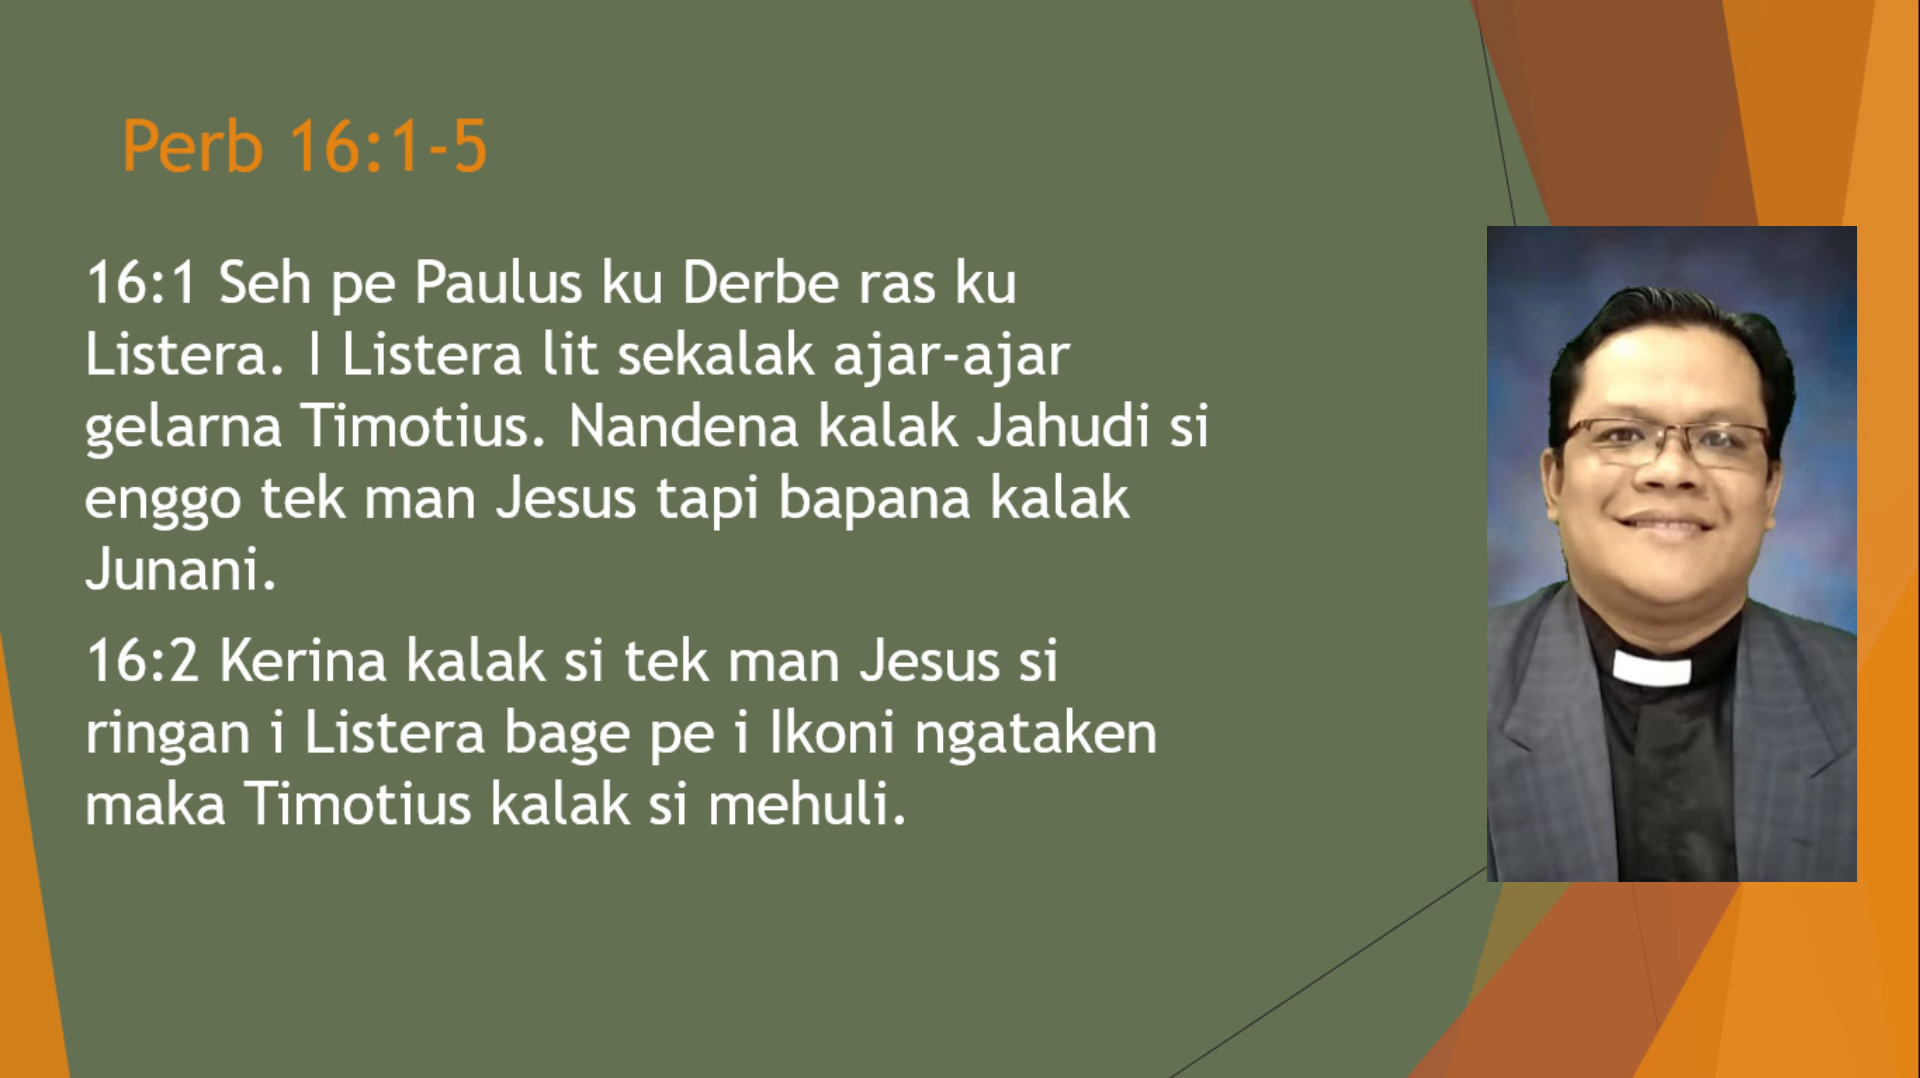 Perb 16:1-5
16:1 Seh pe Paulus ku Derbe ras ku
Listera. I Listera lit sekalak ajar-ajar
gelarna Timotius. Nandena kalak Jahudi si
enggo tek man Jesus tapi bapana kalak
Junani.
16:2 Kerina kalak si tek man Jesus si
ringan i Listera bage pe i Ikoni ngataken
maka Timotius kalak si mehuli.